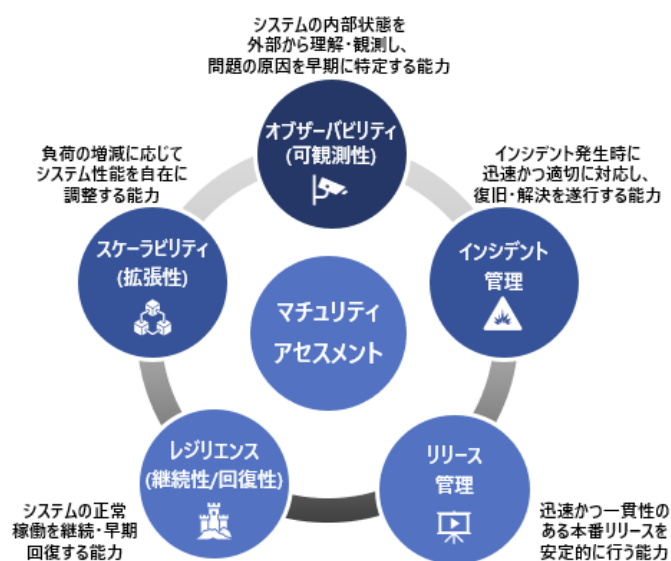 システムの内部状態を
外部から理解・観測し、
問題の原因を早期に特定する能力
オブザーバビリティ
(可観測性)
負荷の増減に応じて
システム性能を自在に
調整する能力
インシデント発生時に
迅速かつ適切に対応し、
復旧・解決を遂行する能力
スケーラビリティ
(拡張性)
インシデント
管理
マチュリティ
アセスメント
レジリエンス
(継続性/回復性)
リリース
管理
システムの正常
稼働を継続・早期
回復する能力
迅速かつ一貫性の
ある本番リリースを
安定的に行う能力